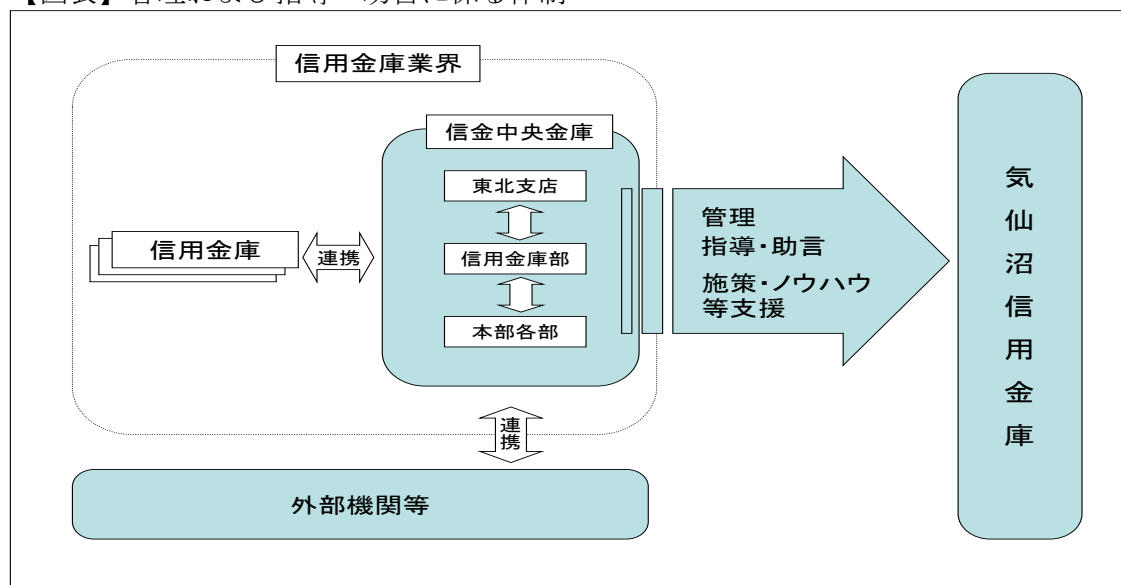 【図表】管理および指導・助言に係る体制
信用金庫業界
信金中央金庫
東北支店
信用金庫
連携
信用金庫部
本部各部
管理
指導・助言
施策・ノウハウ
等支援
気仙沼信用金庫
連携
外部機関等